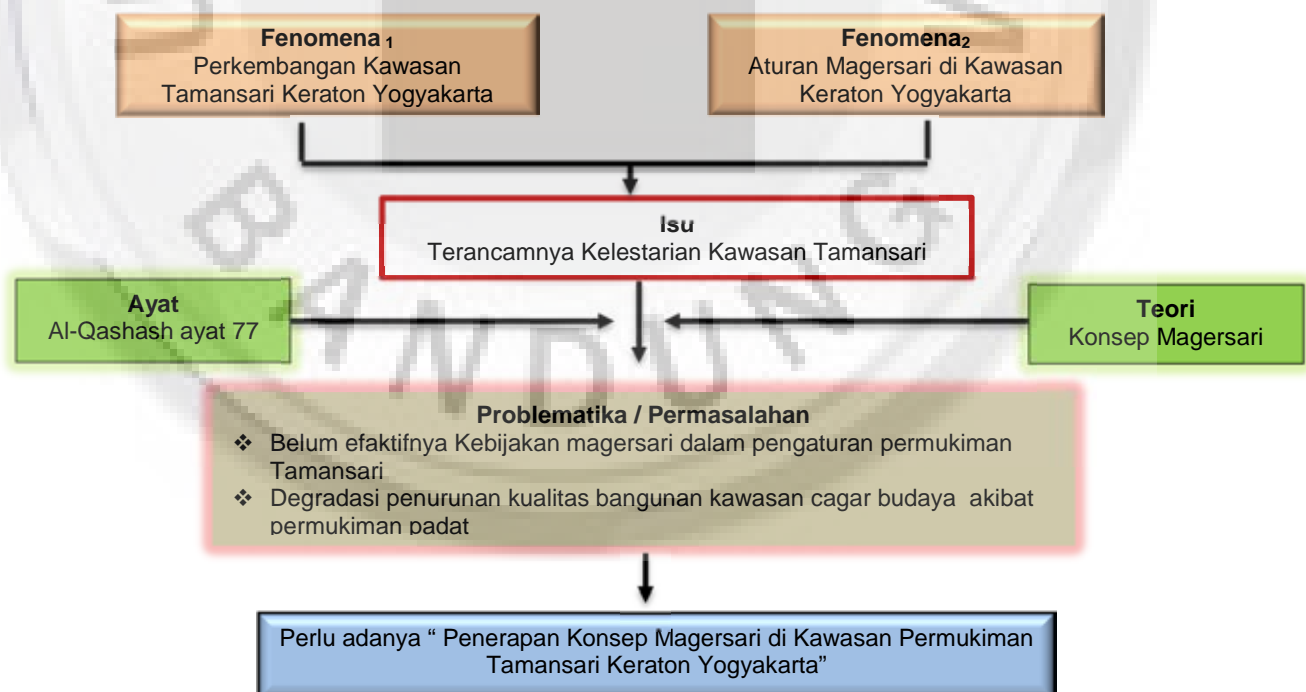 Fenomena 1
Perkembangan Kawasan
Tamansari Keraton Yogyakarta
Fenomena2
Aturan Magersari di Kawasan
Keraton Yogyakarta
Isu
Terancamnya Kelestarian Kawasan Tamansari
Ayat
Al-Qashash ayat 77
Teori
Konsep Magersari
Problematika / Permasalahan
❖ Belum efaktifnya Kebijakan magersari dalam pengaturan permukiman
Tamansari
❖ Degradasi penurunan kualitas bangunan kawasan cagar budaya akibat
permukiman padat
Perlu adanya “ Penerapan Konsep Magersari di Kawasan Permukiman
Tamansari Keraton Yogyakarta”
BANDUNG